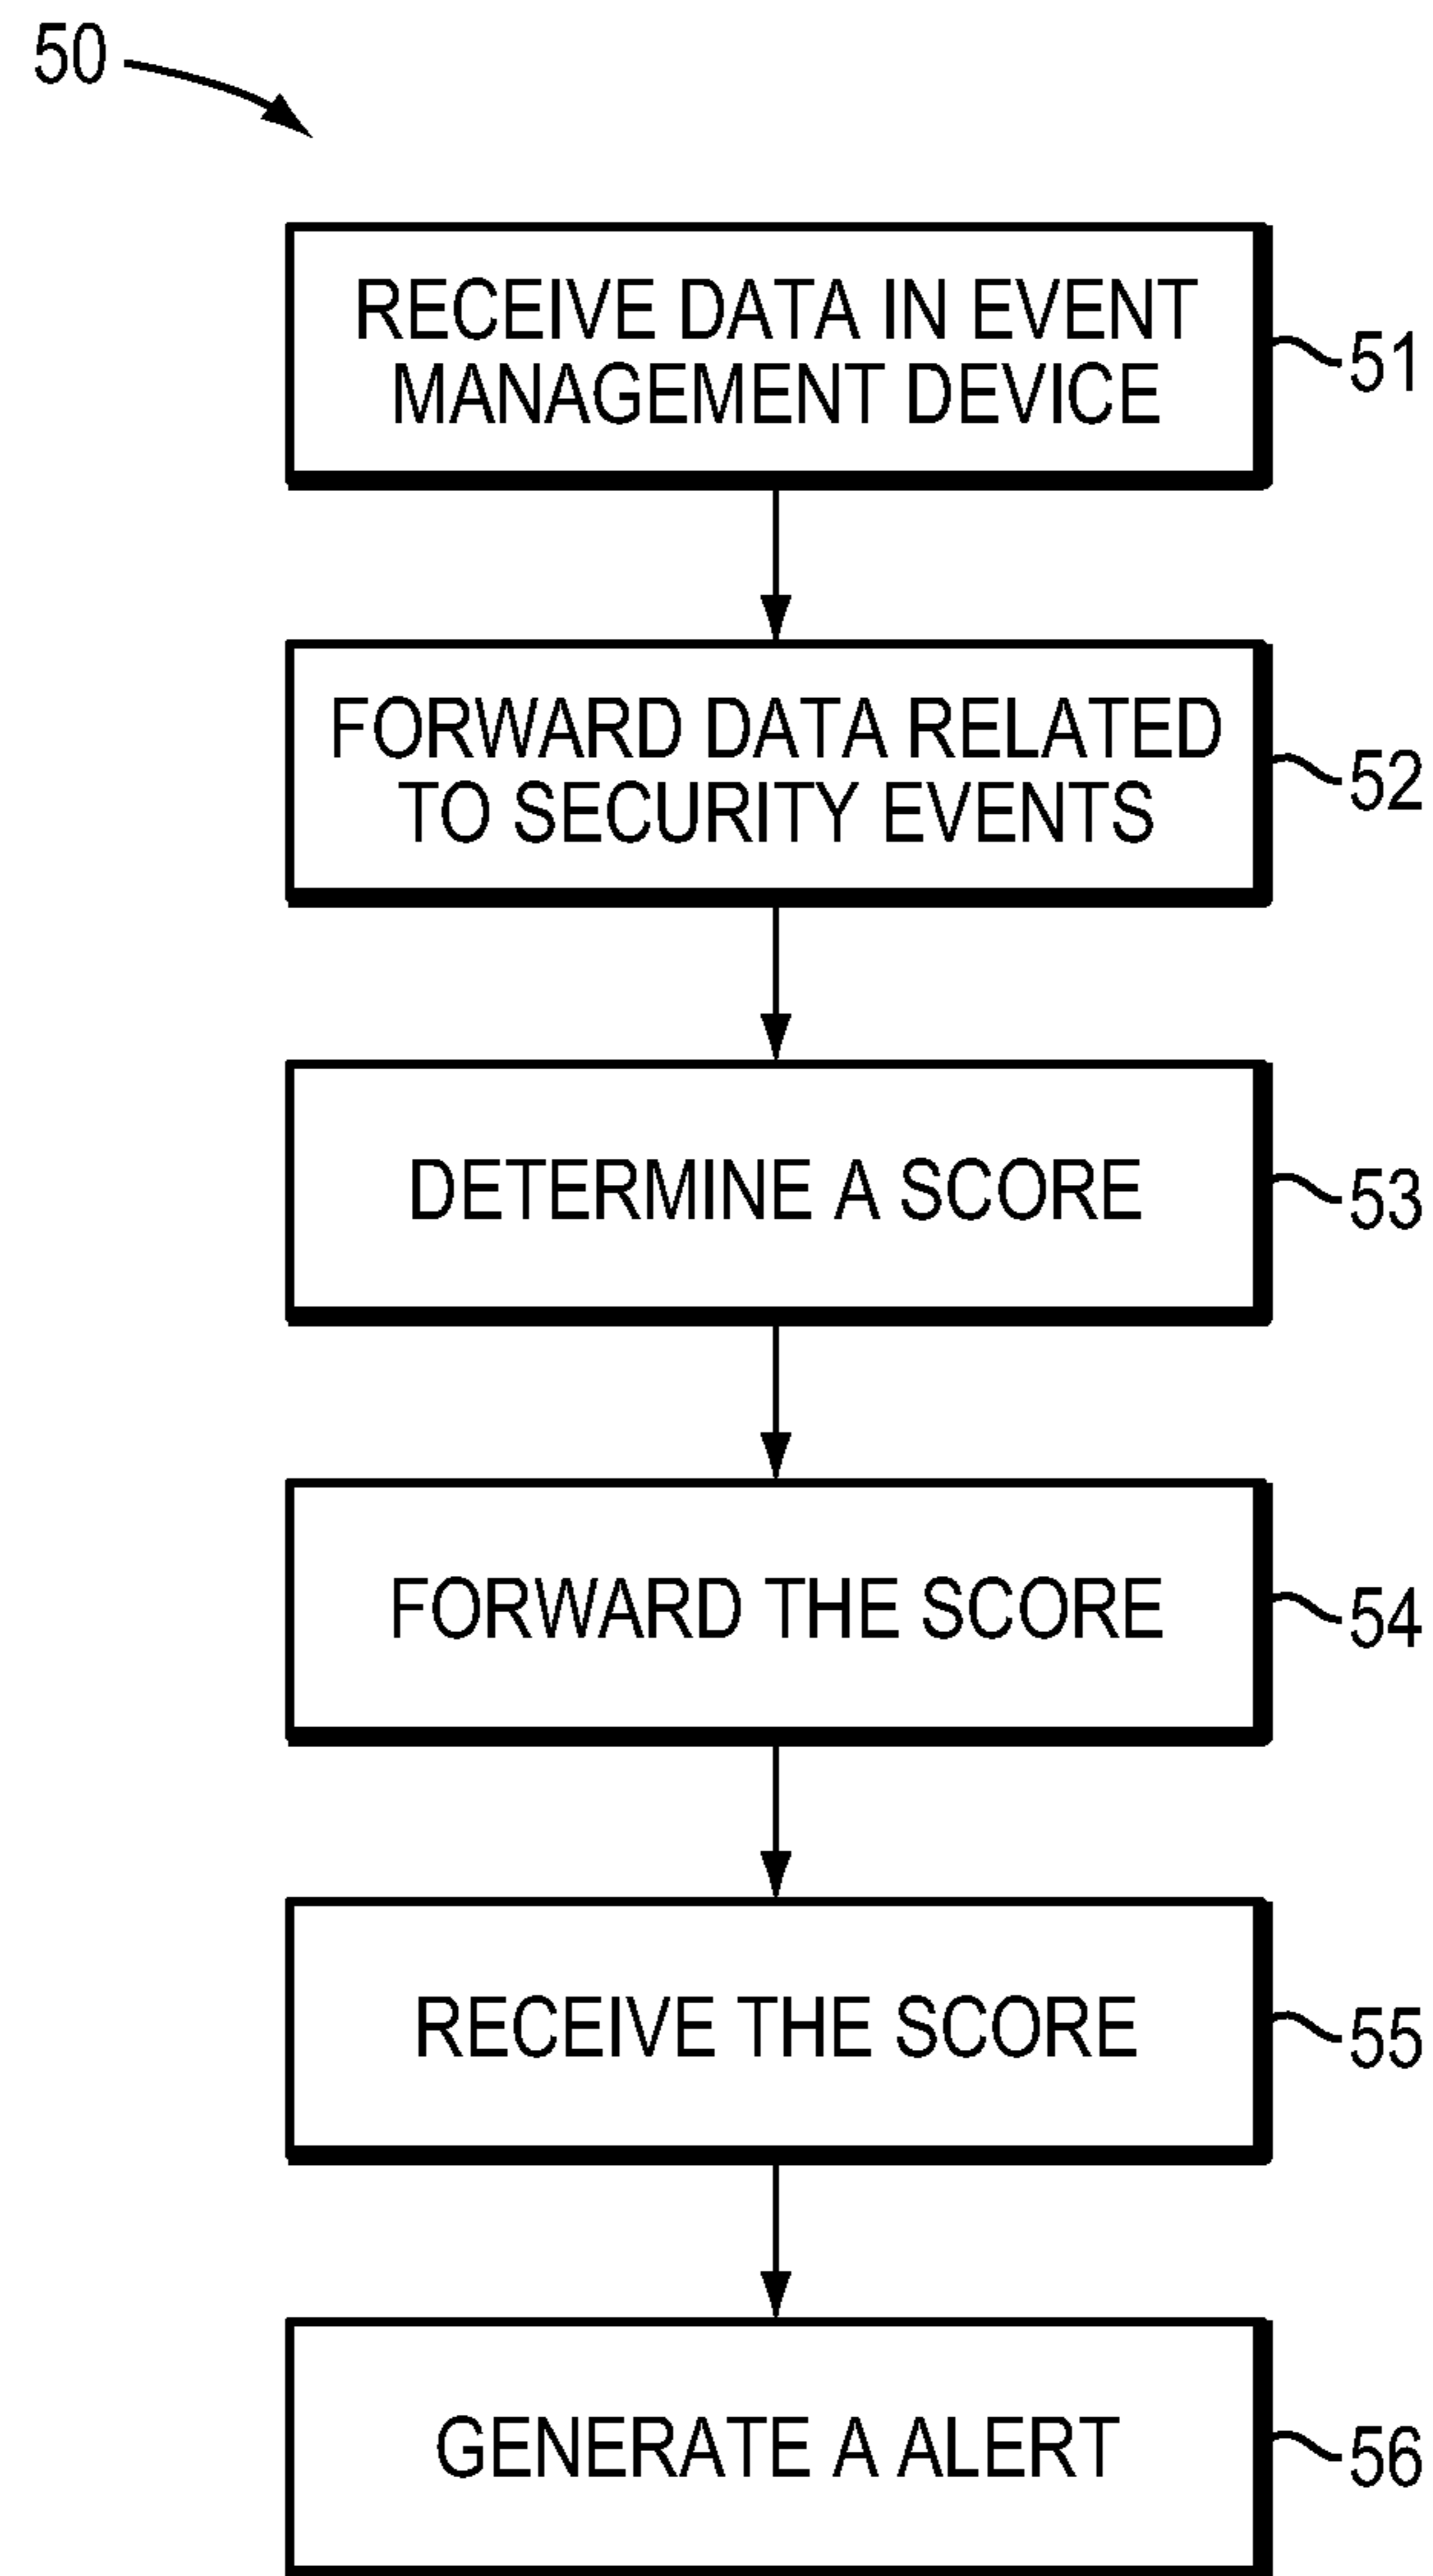 50
RECEIVE DATA IN EVENT
MANAGEMENT DEVICE
51
FORWARD DATA RELATED
TO SECURITY EVENTS
52
DETERMINE A SCORE
53
FORWARD THE SCORE
54
RECEIVE THE SCORE
55
GENERATE A ALERT
56